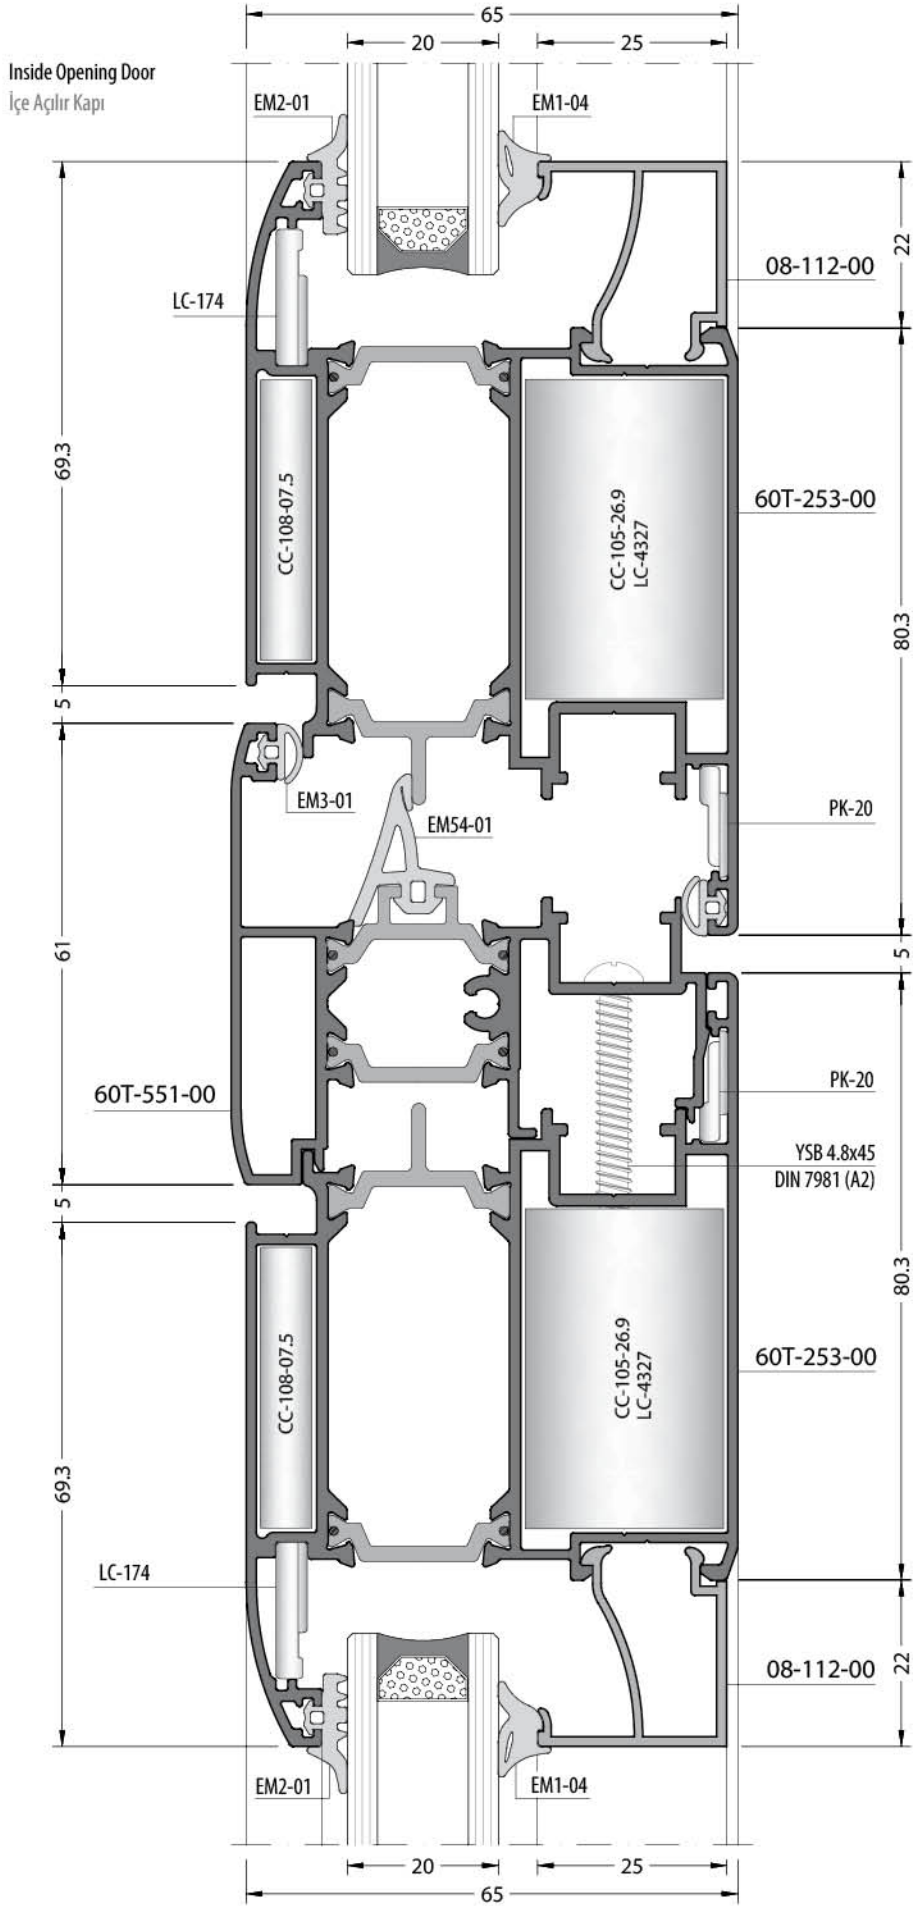 65
20
25
Inside Opening Door
İçe Açılır Kapı
EM2-01
EM1-04
22
08-112-00
LC-174
69.3
CC-108-07.5
CC-105-26.9
LC-4327
60T-253-00
80.3
5
EM3-01
EM54-01
PK-20
61
5
60T-551-00
PK-20
YSB 4.8x45
DIN 7981 (A2)
5
80.3
CC-108-07.5
CC-105-26.9
LC-4327
60T-253-00
69.3
LC-174
08-112-00
22
EM2-01
EM1-04
20
25
65